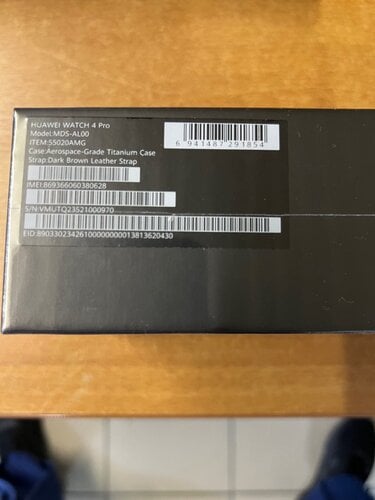 HUAWEI WATCH 4 Pro
Model:MDS-AL00
ITEM:55020AMG
Case:Aerospace-Grade Titanium Case
Strap:Dark Brown Leather Strap
6 941487 291854
IMEI:869366060380628
S/N:VMUTQ23521000970
EID:89033023426100000000013813620430